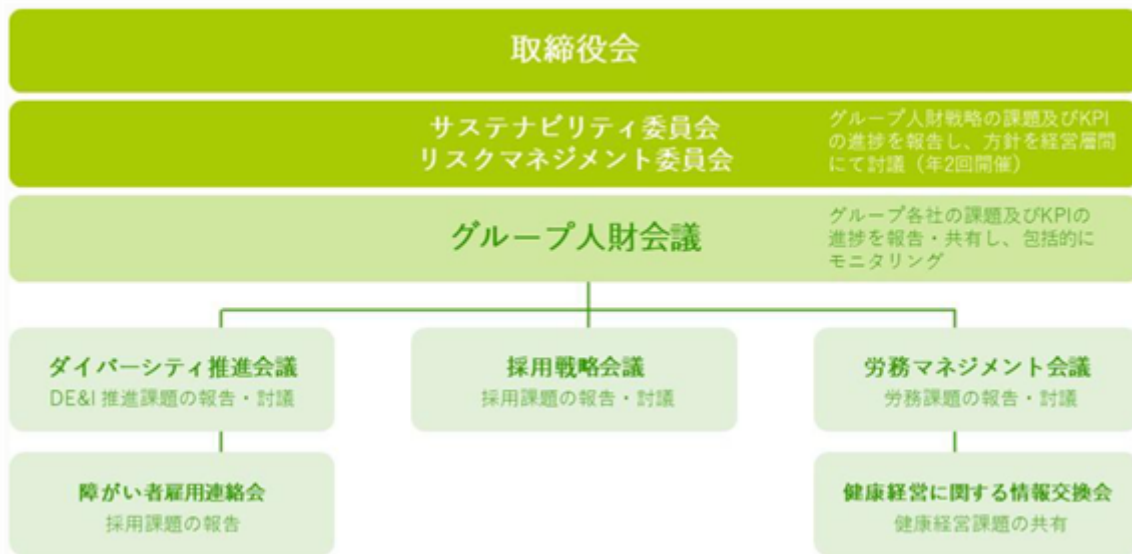 取締役会
サステナビリティ委員会
リスクマネジメント委員会
グループ人財戦略の課題及びKPI
の進捗を報告し、方針を経営層間
にて討議（年2回開催）
グループ人財会議
グループ各社の課題及びKPIの
進捗を報告・共有し、包括的に
モニタリング
ダイバーシティ推進会議
DE&I 推進課題の報告・討議
採用戦略会議
採用課題の報告・討議
労務マネジメント会議
労務課題の報告・討議
障がい者雇用連絡会
採用課題の報告
健康経営に関する情報交換会
健康経営課題の共有